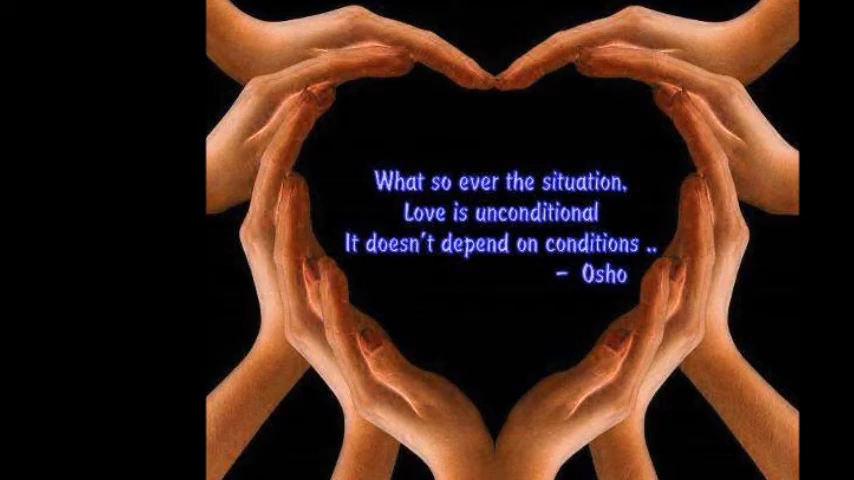 What so ever the situation,
Love is unconditional
It doesn't depend on conditions ..
- Osho